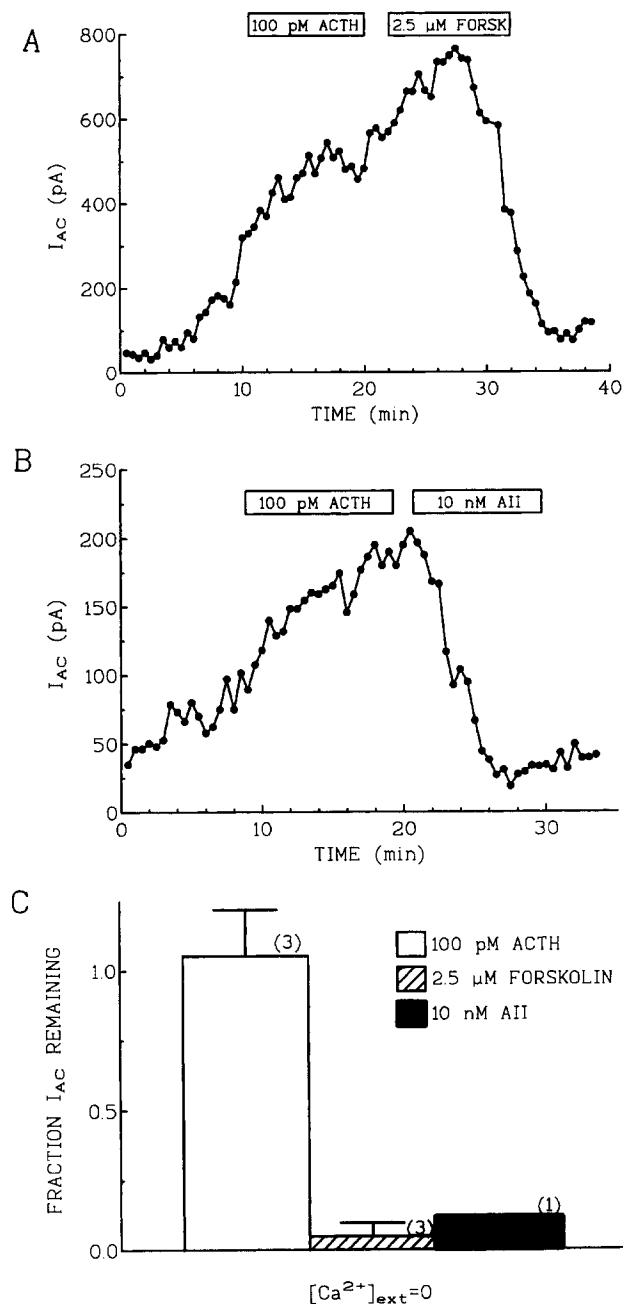 A
100 pM ACTH
2.5 µM FORSK
800
600
400
200
0
I_AC (pA)
0 10 20 30 40
TIME (min)
B
100 pM ACTH
10 nM AII
250
200
150
100
50
0
I_AC (pA)
0 10 20 30
TIME (min)
C
FRACTION I_AC REMAINING
1.0
0.5
0.0
(3)
(3)
(1)
100 pM ACTH
2.5 µM FORSKOLIN
10 nM AII
[Ca²⁺]ext=0